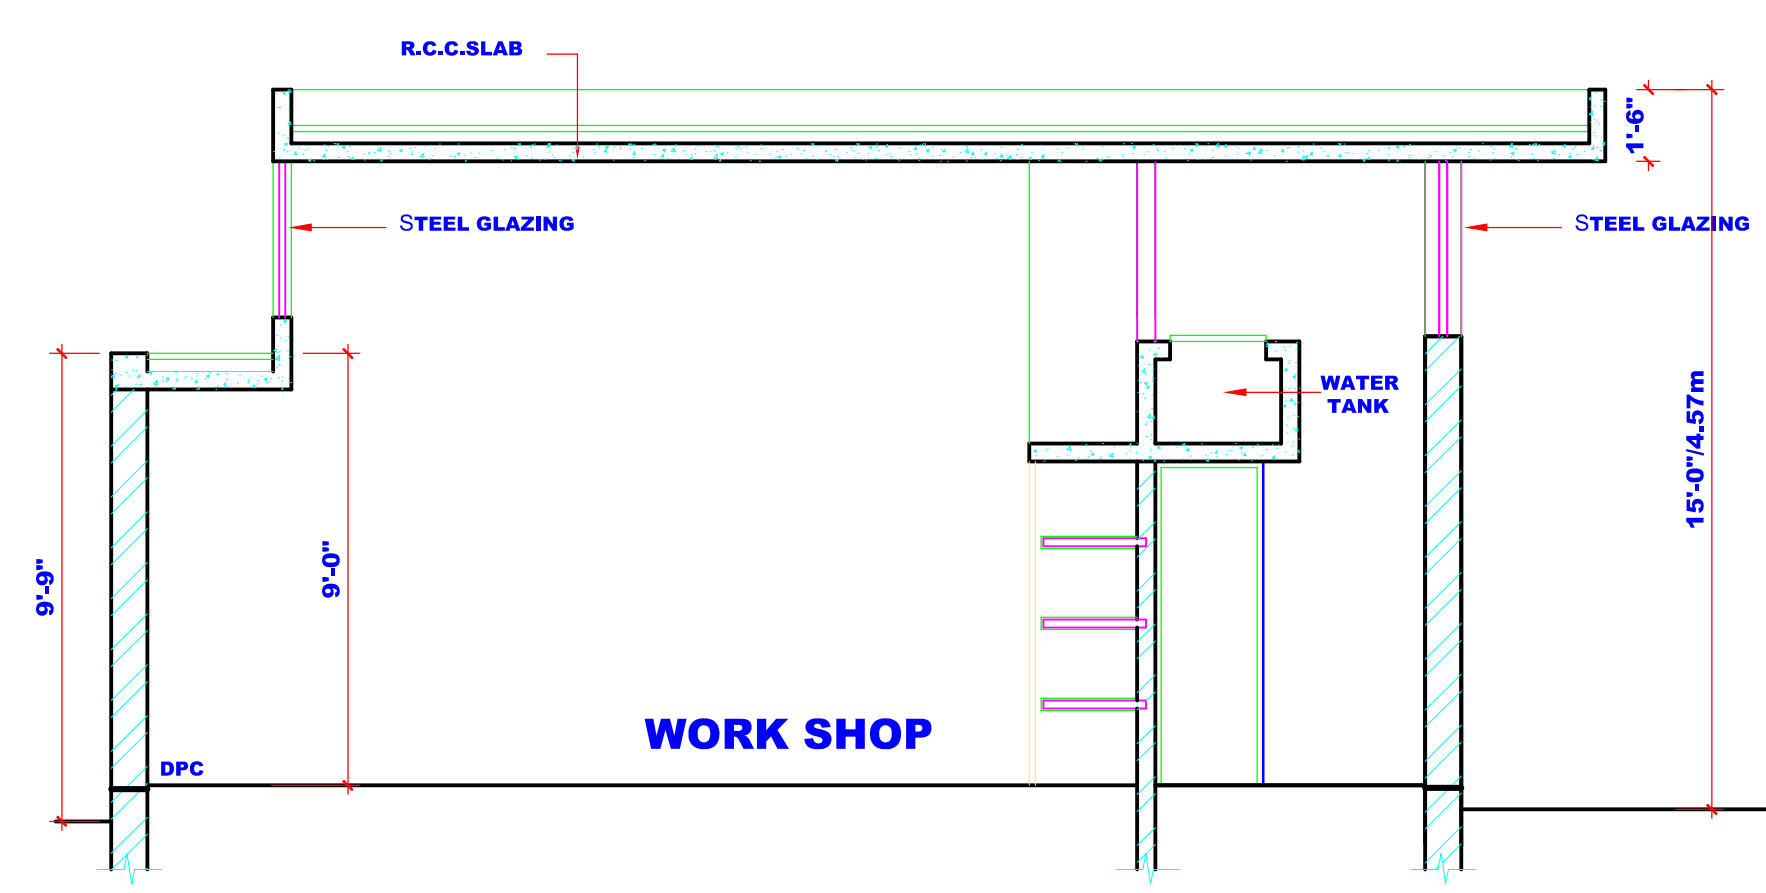 R.C.C.SLAB
1'-6"
STEEL GLAZING
STEEL GLAZING
WATER
TANK
15'-0"/4.57m
9'-9"
9'-0"
WORK SHOP
DPC